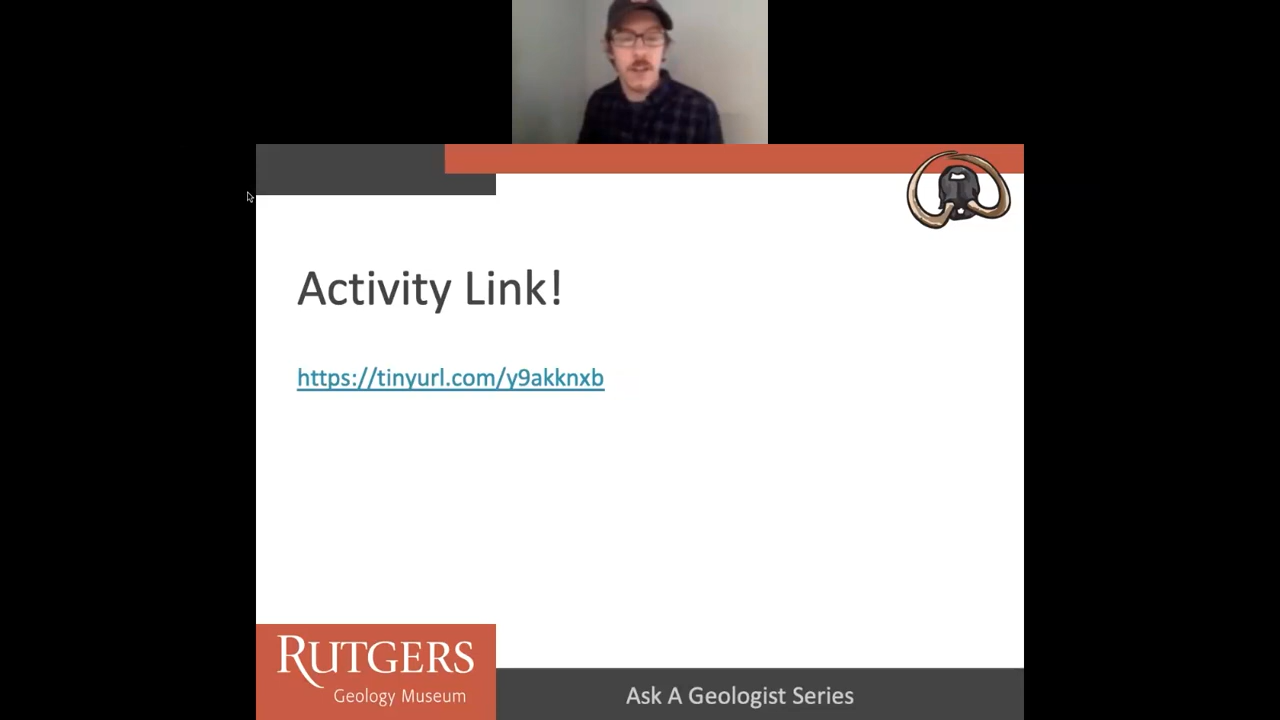 Activity Link!
https://tinyurl.com/y9akknxb
RUTGERS
Geology Museum
Ask A Geologist Series